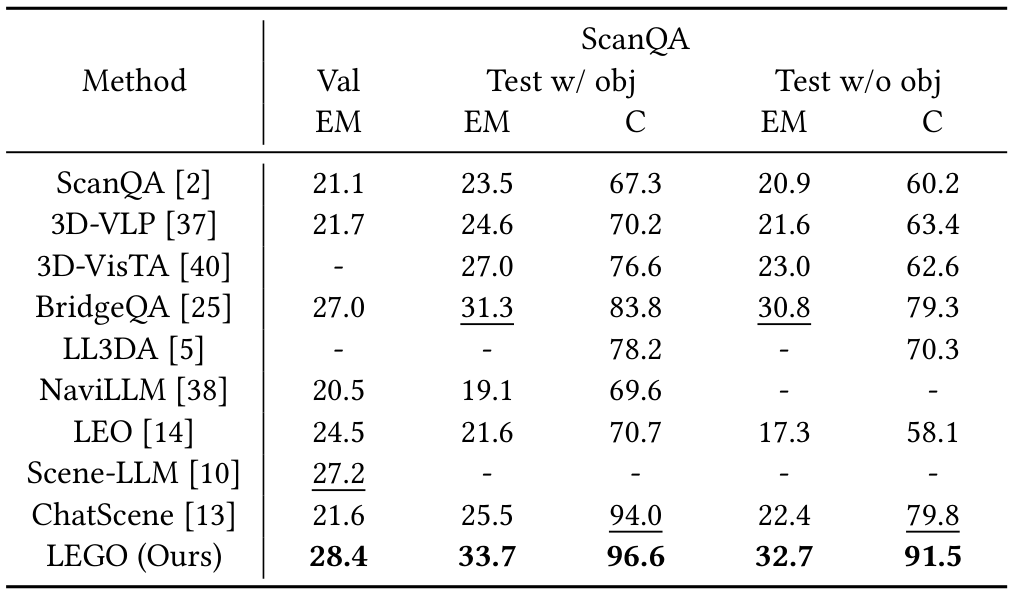 ScanQA
Method Val Test w/ obj Test w/o obj
EM EM C EM C
ScanQA [2] 21.1 23.5 67.3 20.9 60.2
3D-VLP [37] 21.7 24.6 70.2 21.6 63.4
3D-VisTA [40] - 27.0 76.6 23.0 62.6
BridgeQA [25] 27.0 31.3 83.8 30.8 79.3
LL3DA [5] - - 78.2 - 70.3
NaviLLM [38] 20.5 19.1 69.6 - -
LEO [14] 24.5 21.6 70.7 17.3 58.1
Scene-LLM [10] 27.2 - - - -
ChatScene [13] 21.6 25.5 94.0 22.4 79.8
LEGO (Ours) 28.4 33.7 96.6 32.7 91.5